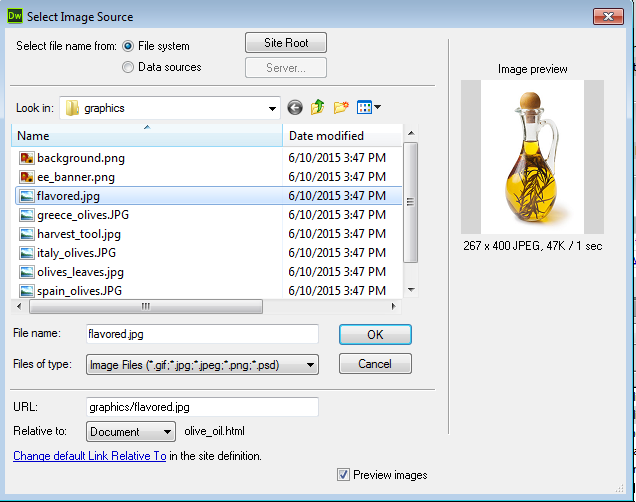 Dw Select Image Source
Select file name from: File system Site Root
Data sources Server...
Image preview
Look in: graphics
Name Date modified
background.png 6/10/2015 3:47 PM
ee_banner.png 6/10/2015 3:47 PM
flavored.jpg 6/10/2015 3:47 PM
greece_olives.JPG 6/10/2015 3:47 PM
harvest_tool.jpg 6/10/2015 3:47 PM
italy_olives.JPG 6/10/2015 3:47 PM
olives_leaves.jpg 6/10/2015 3:47 PM
spain_olives.JPG 6/10/2015 3:47 PM
267 x 400 JPEG, 47K / 1 sec
File name: flavored.jpg OK
Files of type: Image Files (*.gif;*.jpg;*.jpeg;*.png;*.psd) Cancel
URL: graphics/flavored.jpg
Relative to: Document olive_oil.html
Change default Link Relative To in the site definition.
Preview images